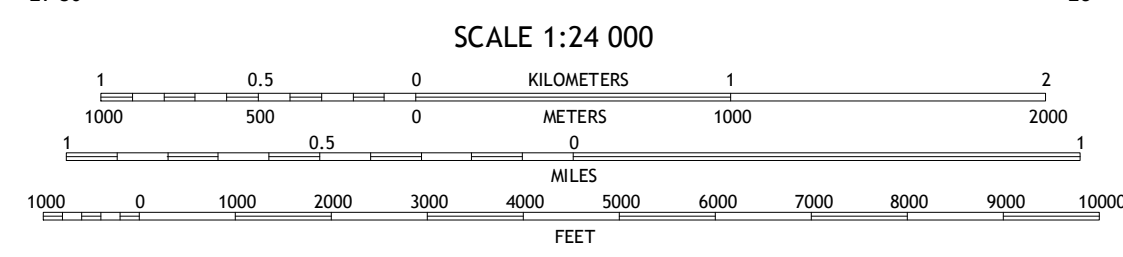 SCALE 1:24 000
1 0.5 0 KILOMETERS 1 2
1000 500 0 METERS 1000 2000
1 0.5 0 1
MILES
1000 0 1000 2000 3000 4000 5000 6000 7000 8000 9000 10000
FEET